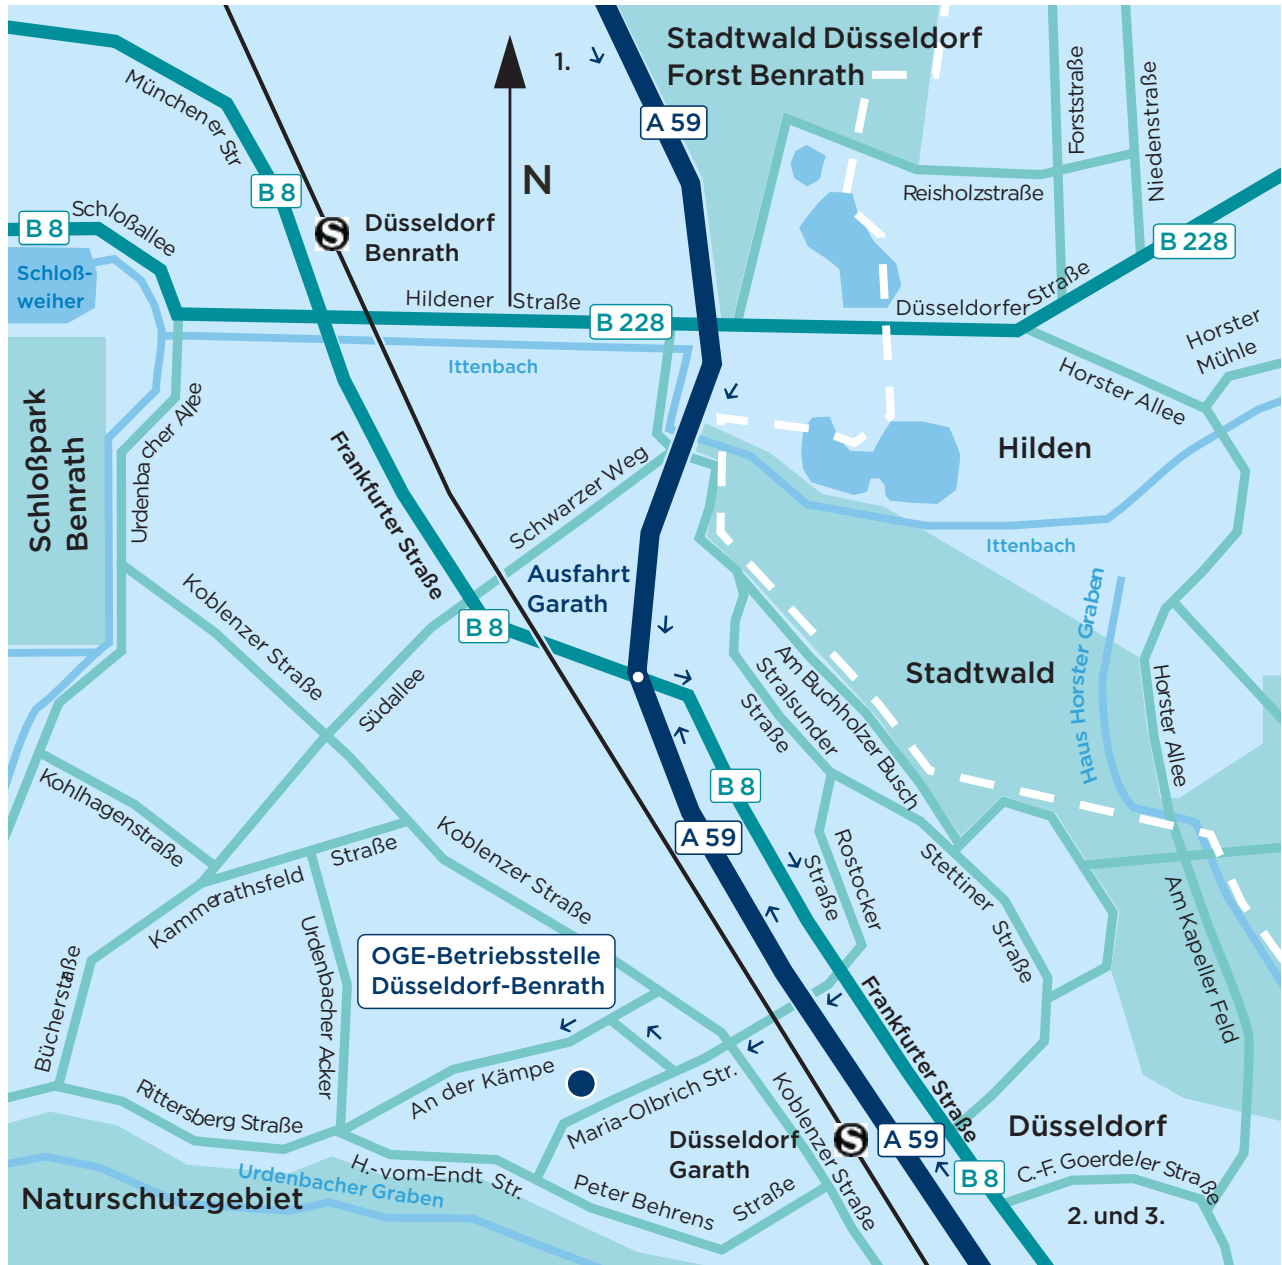 1.
Stadtwald Düsseldorf
Forst Benrath
A 59
Münchener Str
B 8
N
Forststraße
Niedenstraße
Reisholzstraße
B 8
Schloßallee
Düsseldorf
Benrath
B 228
Schloß-
weiher
Hildener Straße
B 228
Düsseldorfer Straße
Ittenbach
Horster
Mühle
Horster Allee
Schloßpark
Benrath
Urdenbacher Allee
Frankfurter Straße
Schwarzer Weg
Hilden
Ittenbach
Ausfahrt
Garath
Koblenzer Straße
B 8
Haus Horster Graben
Am Buchholzer Busch
Stralsunder
Straße
Stadtwald
Südallee
Horster Allee
Kohlhagenstraße
B 8
A 59
Koblenzer Straße
Rostocker
Straße
Stettiner Straße
Kammerathsfeld Straße
Am Kapeller Feld
Urdenbacher Acker
OGE-Betriebsstelle
Düsseldorf-Benrath
Bücherstraße
Frankfurter Straße
An der Kämpe
Rittersberg Straße
Maria-Olbrich Str.
Koblenzer Straße
Düsseldorf
Garath
A 59
Düsseldorf
H.-vom-Endt Str.
Urdenbacher Graben
B 8
C.-F. Goerdeler Straße
Naturschutzgebiet
Peter Behrens Straße
2. und 3.
S
S